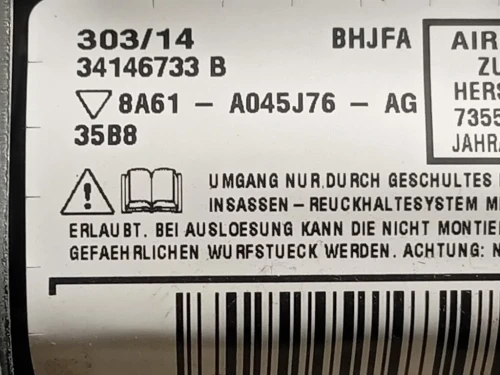 303/14 BHJFA
34146733 B
8A61 - A045J76 - AG
35B8
AIR
ZU
HERS
7355
JAHRA
UMGANG NUR DURCH GESCHULTES
INSASSEN - REUCKHALTESYSTEM M
ERLAUBT. BEI AUSLOESUNG KANN DIE NICHT MONTIE
GEFAEHRLICHEN WURFSTUECK WERDEN. ACHTUNG: N